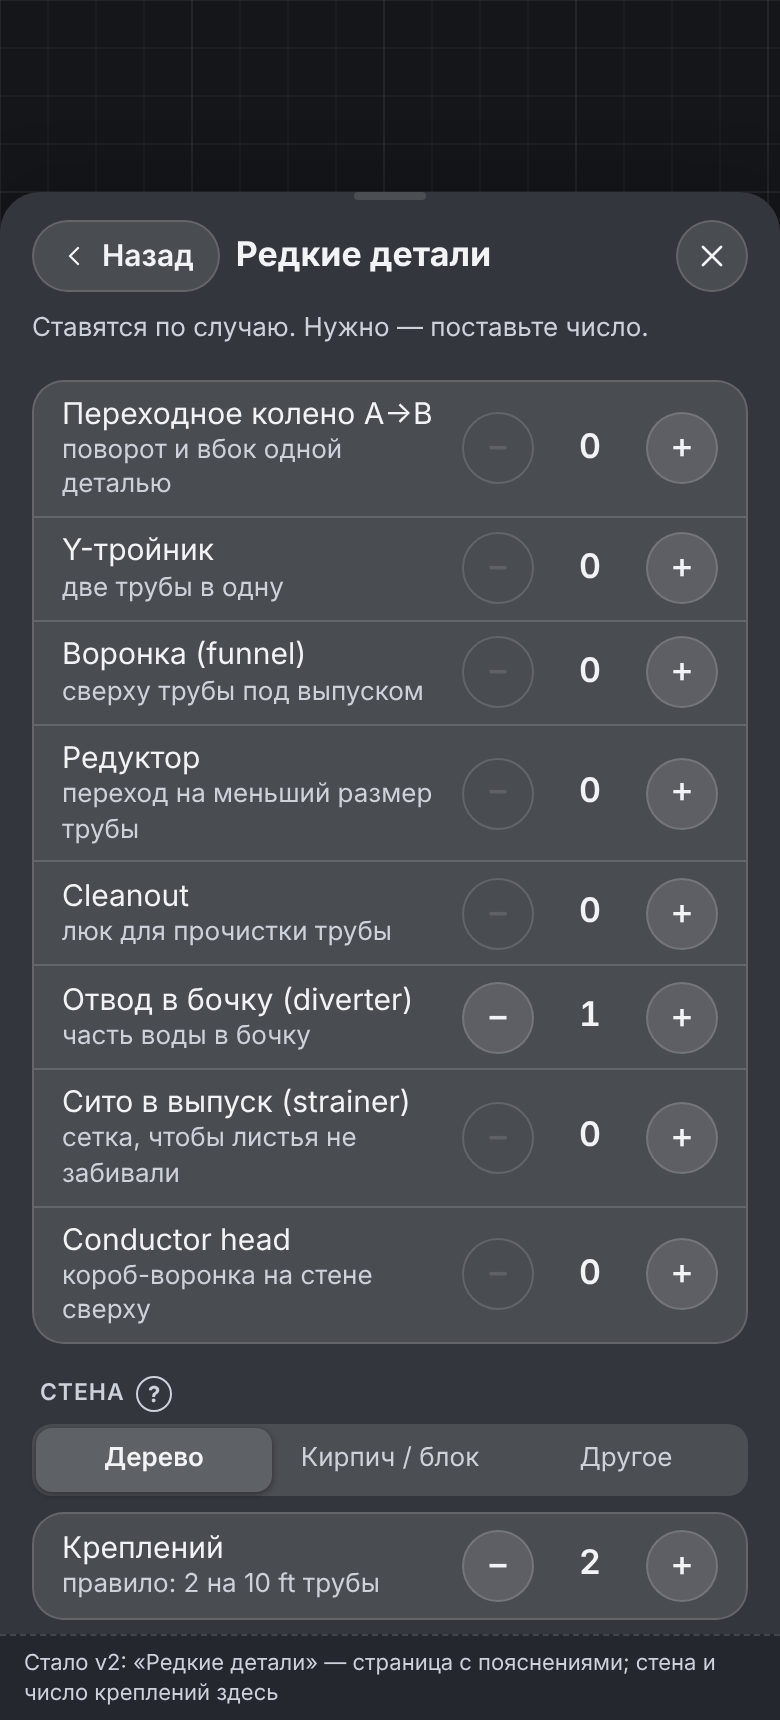 Назад
Редкие детали
Ставятся по случаю. Нужно — поставьте число.
Переходное колено A→B
поворот и вбок одной
деталью
− 0 +
Y-тройник
две трубы в одну
− 0 +
Воронка (funnel)
сверху трубы под выпуском
− 0 +
Редуктор
переход на меньший размер
трубы
− 0 +
Cleanout
люк для прочистки трубы
− 0 +
Отвод в бочку (diverter)
часть воды в бочку
− 1 +
Сито в выпуск (strainer)
сетка, чтобы листья не
забивали
− 0 +
Conductor head
короб-воронка на стене
сверху
− 0 +
СТЕНА ?
Дерево Кирпич / блок Другое
Креплений
правило: 2 на 10 ft трубы
− 2 +
Стало v2: «Редкие детали» — страница с пояснениями; стена и
число креплений здесь